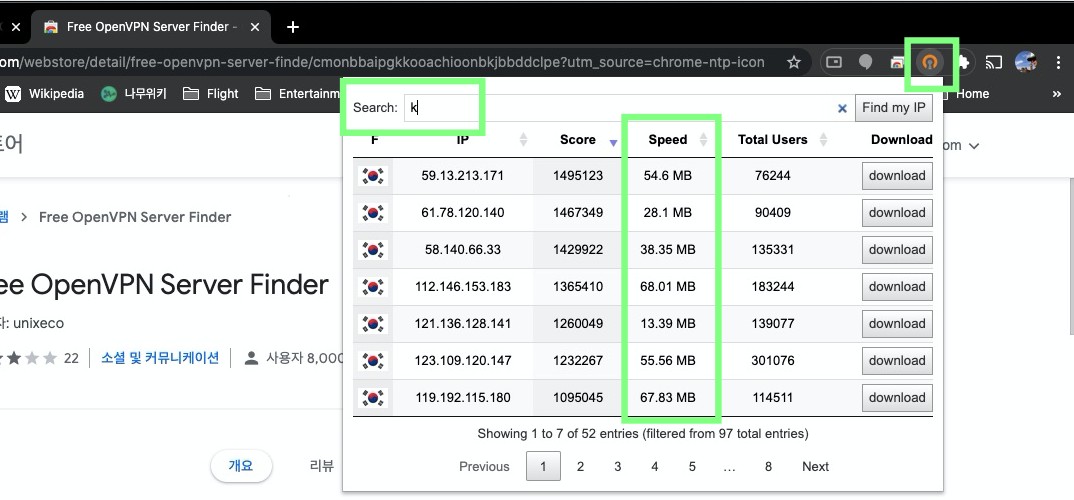 Free OpenVPN Server Finder -
om/webstore/detail/free-openvpn-server-finde/cmonbbaipgkkooachioonbkjbbddclpe?utm_source=chrome-ntp-icon
W Wikipedia 나무위키 Flight Entertainm Home »
Search: k × Find my IP
트어 om
F IP Score Speed Total Users Download
59.13.213.171 1495123 54.6 MB 76244 download
61.78.120.140 1467349 28.1 MB 90409 download
램 > Free OpenVPN Server Finder
58.140.66.33 1429922 38.35 MB 135331 download
ee OpenVPN Server Finder
112.146.153.183 1365410 68.01 MB 183244 download
자: unixeco
121.136.128.141 1260049 13.39 MB 139077 download
22 소셜 및 커뮤니케이션 사용자 8,000
123.109.120.147 1232267 55.56 MB 301076 download
119.192.115.180 1095045 67.83 MB 114511 download
Showing 1 to 7 of 52 entries (filtered from 97 total entries)
개요 리뷰
Previous 1 2 3 4 5 … 8 Next